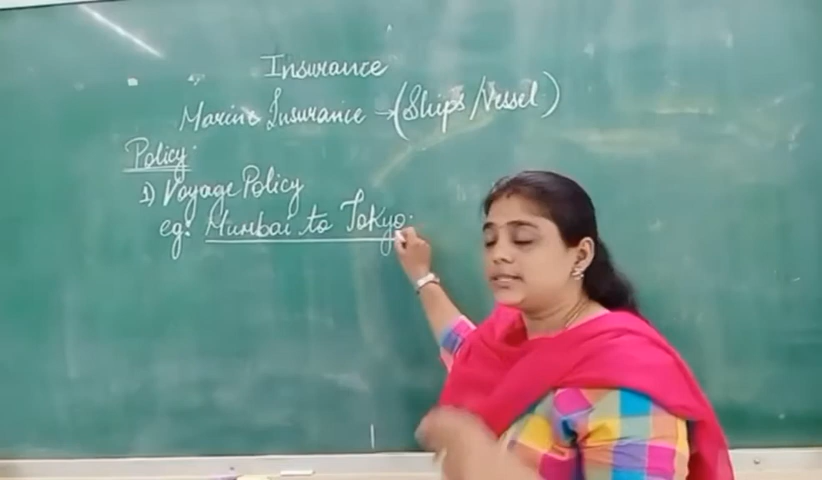 Insurance
Marine Insurance → (Ships/Vessel)
Policy:
1) Voyage Policy
eg: Mumbai to Tokyo.